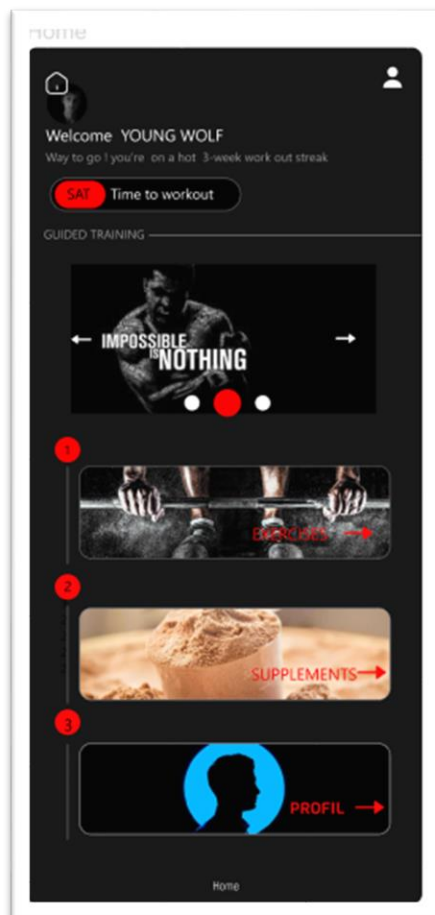 Home
Welcome YOUNG WOLF
Way to go ! you're on a hot 3-week work out streak
SAT Time to workout
GUIDED TRAINING
IMPOSSIBLE
IS NOTHING
1
EXERCISES
2
SUPPLEMENTS
3
PROFIL
Home